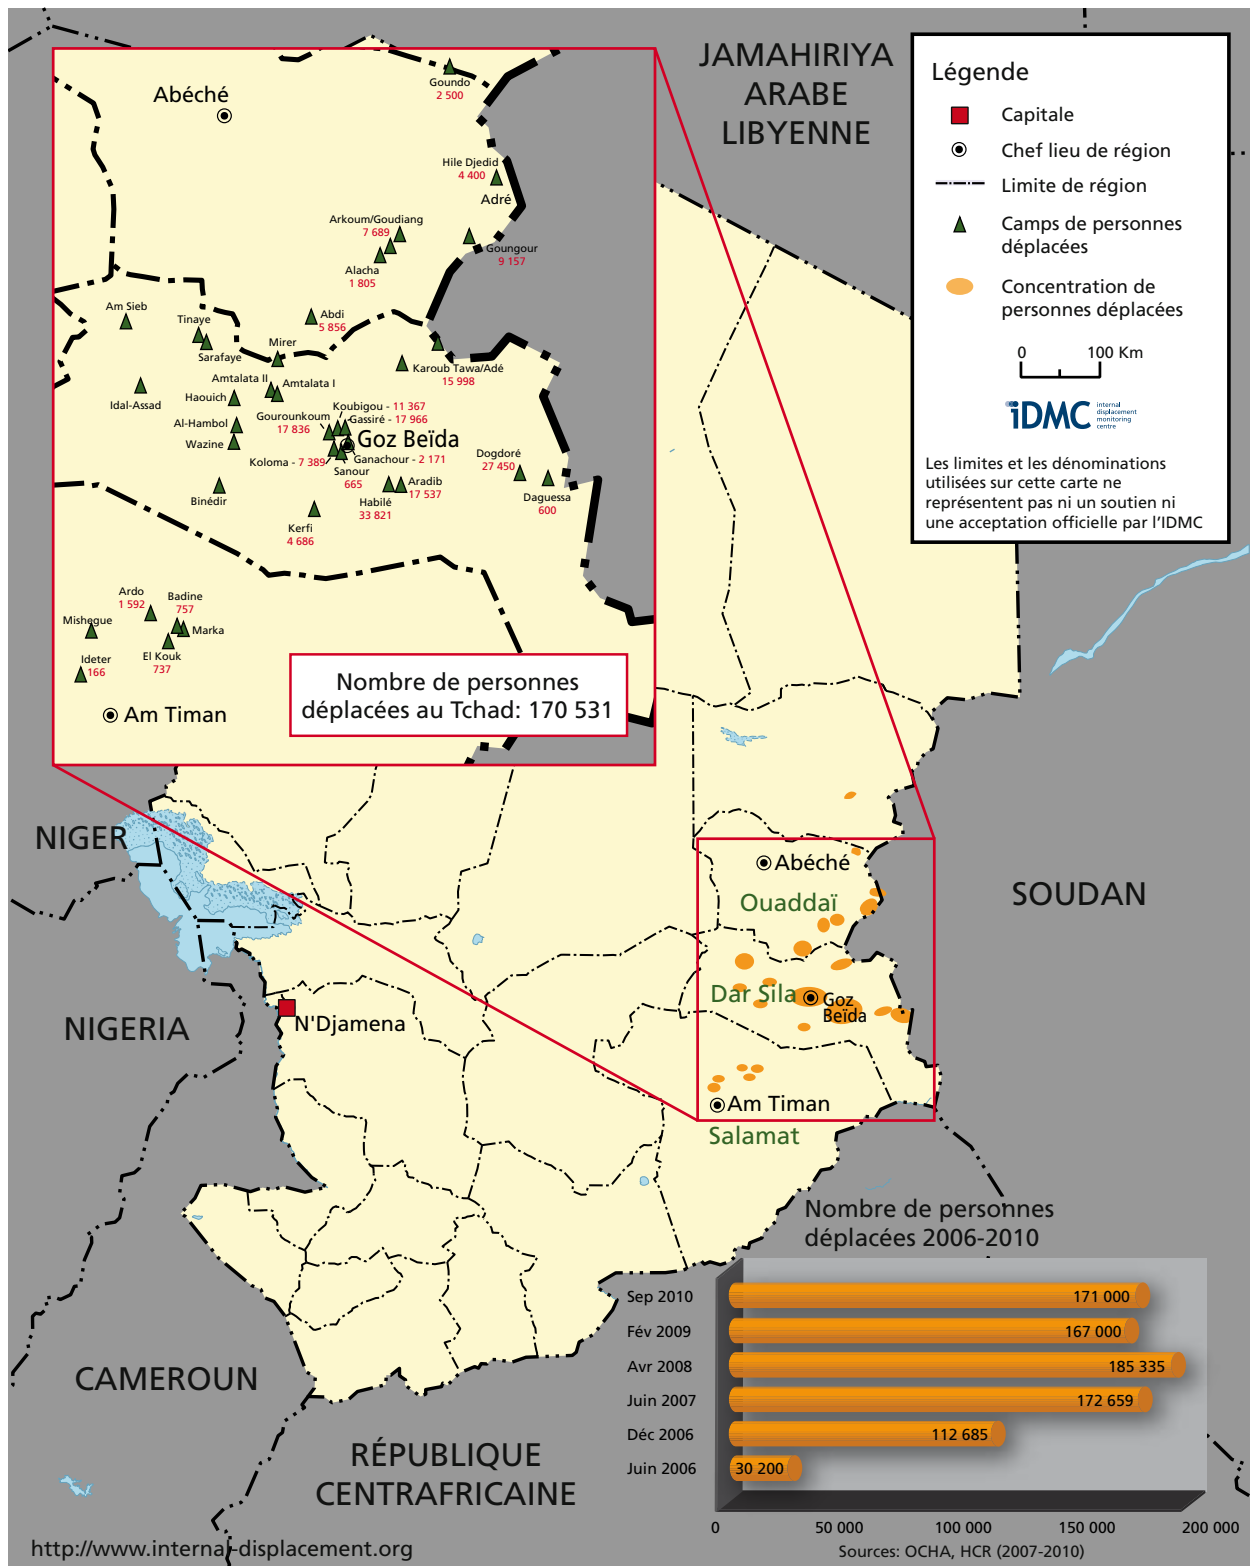 JAMAHIRIYA
ARABE
LIBYENNE
Légende
Capitale
Chef lieu de région
Limite de région
Camps de personnes
déplacées
Concentration de
personnes déplacées
0 100 Km
iDMC
internal
displacement
monitoring
centre
Les limites et les dénominations
utilisées sur cette carte ne
représentent pas ni un soutien ni
une acceptation officielle par l'IDMC
Abéché
Goundo
2 500
Hile Djedid
4 400
Adré
Arkoum/Goudiang
7 689
Goungour
9 157
Alacha
1 805
Am Sieb
Tinaye
Abdi
5 856
Sarafaye
Mirer
Karoub Tawa/Adé
15 998
Amtalata II
Amtalata I
Idal-Assad
Haouich
Koubigou - 11 367
Gourounkoum
17 836
Gassiré - 17 966
Al-Hambol
Wazine
Goz Beïda
Koloma - 7 389
Ganachour - 2 171
Sanour
665
Dogdoré
27 450
Binédir
Habilé
33 821
Aradib
17 537
Daguessa
600
Kerfi
4 686
Ardo
1 592
Badine
757
Mishegue
Marka
El Kouk
737
Ideter
166
Am Timan
Nombre de personnes
déplacées au Tchad: 170 531
NIGER
Abéché
Ouaddaï
SOUDAN
Dar Sila
Goz
Beïda
NIGERIA
N'Djamena
Am Timan
Salamat
CAMEROUN
RÉPUBLIQUE
CENTRAFRICAINE
Nombre de personnes
déplacées 2006-2010
Sep 2010 171 000
Fév 2009 167 000
Avr 2008 185 335
Juin 2007 172 659
Déc 2006 112 685
Juin 2006 30 200
0 50 000 100 000 150 000 200 000
Sources: OCHA, HCR (2007-2010)
http://www.internal-displacement.org